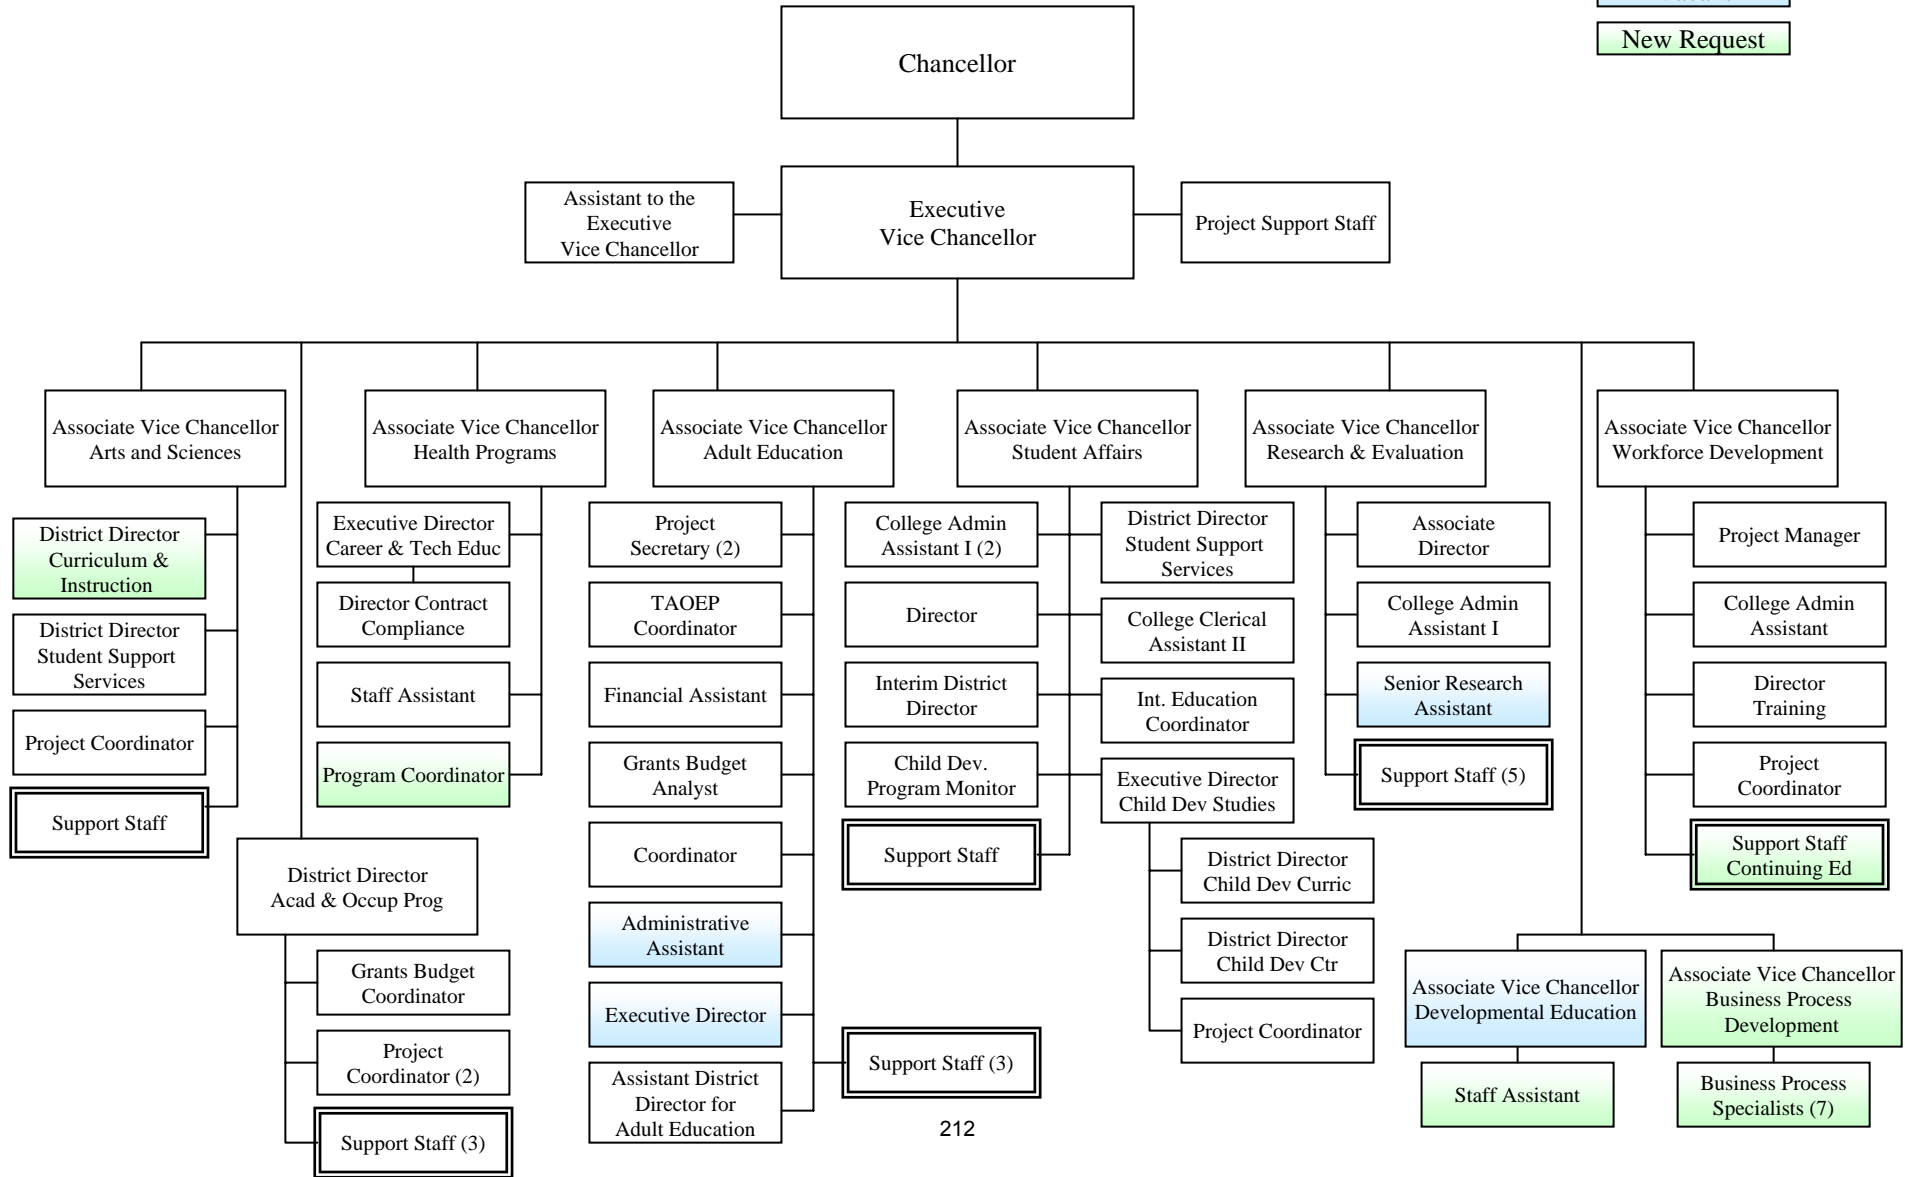 New Request
Chancellor
Assistant to the
Executive
Vice Chancellor
Executive
Vice Chancellor
Project Support Staff
Associate Vice Chancellor
Arts and Sciences
Associate Vice Chancellor
Health Programs
Associate Vice Chancellor
Adult Education
Associate Vice Chancellor
Student Affairs
Associate Vice Chancellor
Research & Evaluation
Associate Vice Chancellor
Workforce Development
District Director
Curriculum &
Instruction
District Director
Student Support
Services
Project Coordinator
Support Staff
District Director
Acad & Occup Prog
Grants Budget
Coordinator
Project
Coordinator (2)
Support Staff (3)
Executive Director
Career & Tech Educ
Director Contract
Compliance
Staff Assistant
Program Coordinator
Project
Secretary (2)
TAOEP
Coordinator
Financial Assistant
Grants Budget
Analyst
Coordinator
Administrative
Assistant
Executive Director
Assistant District
Director for
Adult Education
Support Staff (3)
College Admin
Assistant I (2)
Director
Interim District
Director
Child Dev.
Program Monitor
Support Staff
District Director
Student Support
Services
College Clerical
Assistant II
Int. Education
Coordinator
Executive Director
Child Dev Studies
District Director
Child Dev Curric
District Director
Child Dev Ctr
Project Coordinator
Associate
Director
College Admin
Assistant I
Senior Research
Assistant
Support Staff (5)
Project Manager
College Admin
Assistant
Director
Training
Project
Coordinator
Support Staff
Continuing Ed
Associate Vice Chancellor
Developmental Education
Staff Assistant
Associate Vice Chancellor
Business Process
Development
Business Process
Specialists (7)
212